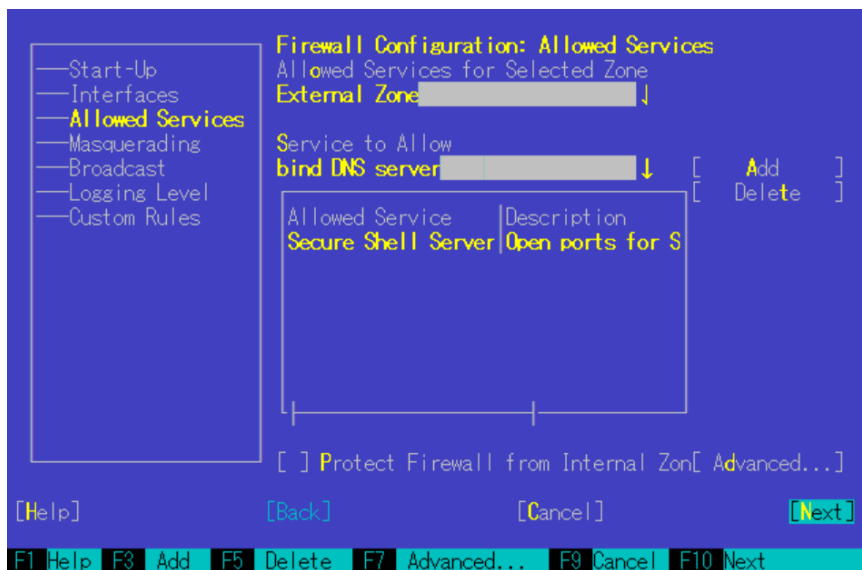 Firewall Configuration: Allowed Services
Start-Up
Interfaces
Allowed Services
Masquerading
Broadcast
Logging Level
Custom Rules
Allowed Services for Selected Zone
External Zone ↓
Service to Allow
bind DNS server ↓ [ Add ]
[ Delete ]
Allowed Service |Description
Secure Shell Server|Open ports for S
[ ] Protect Firewall from Internal Zon[ Advanced...]
[Help] [Back] [Cancel] [Next]
F1 Help F3 Add F5 Delete F7 Advanced... F9 Cancel F10 Next